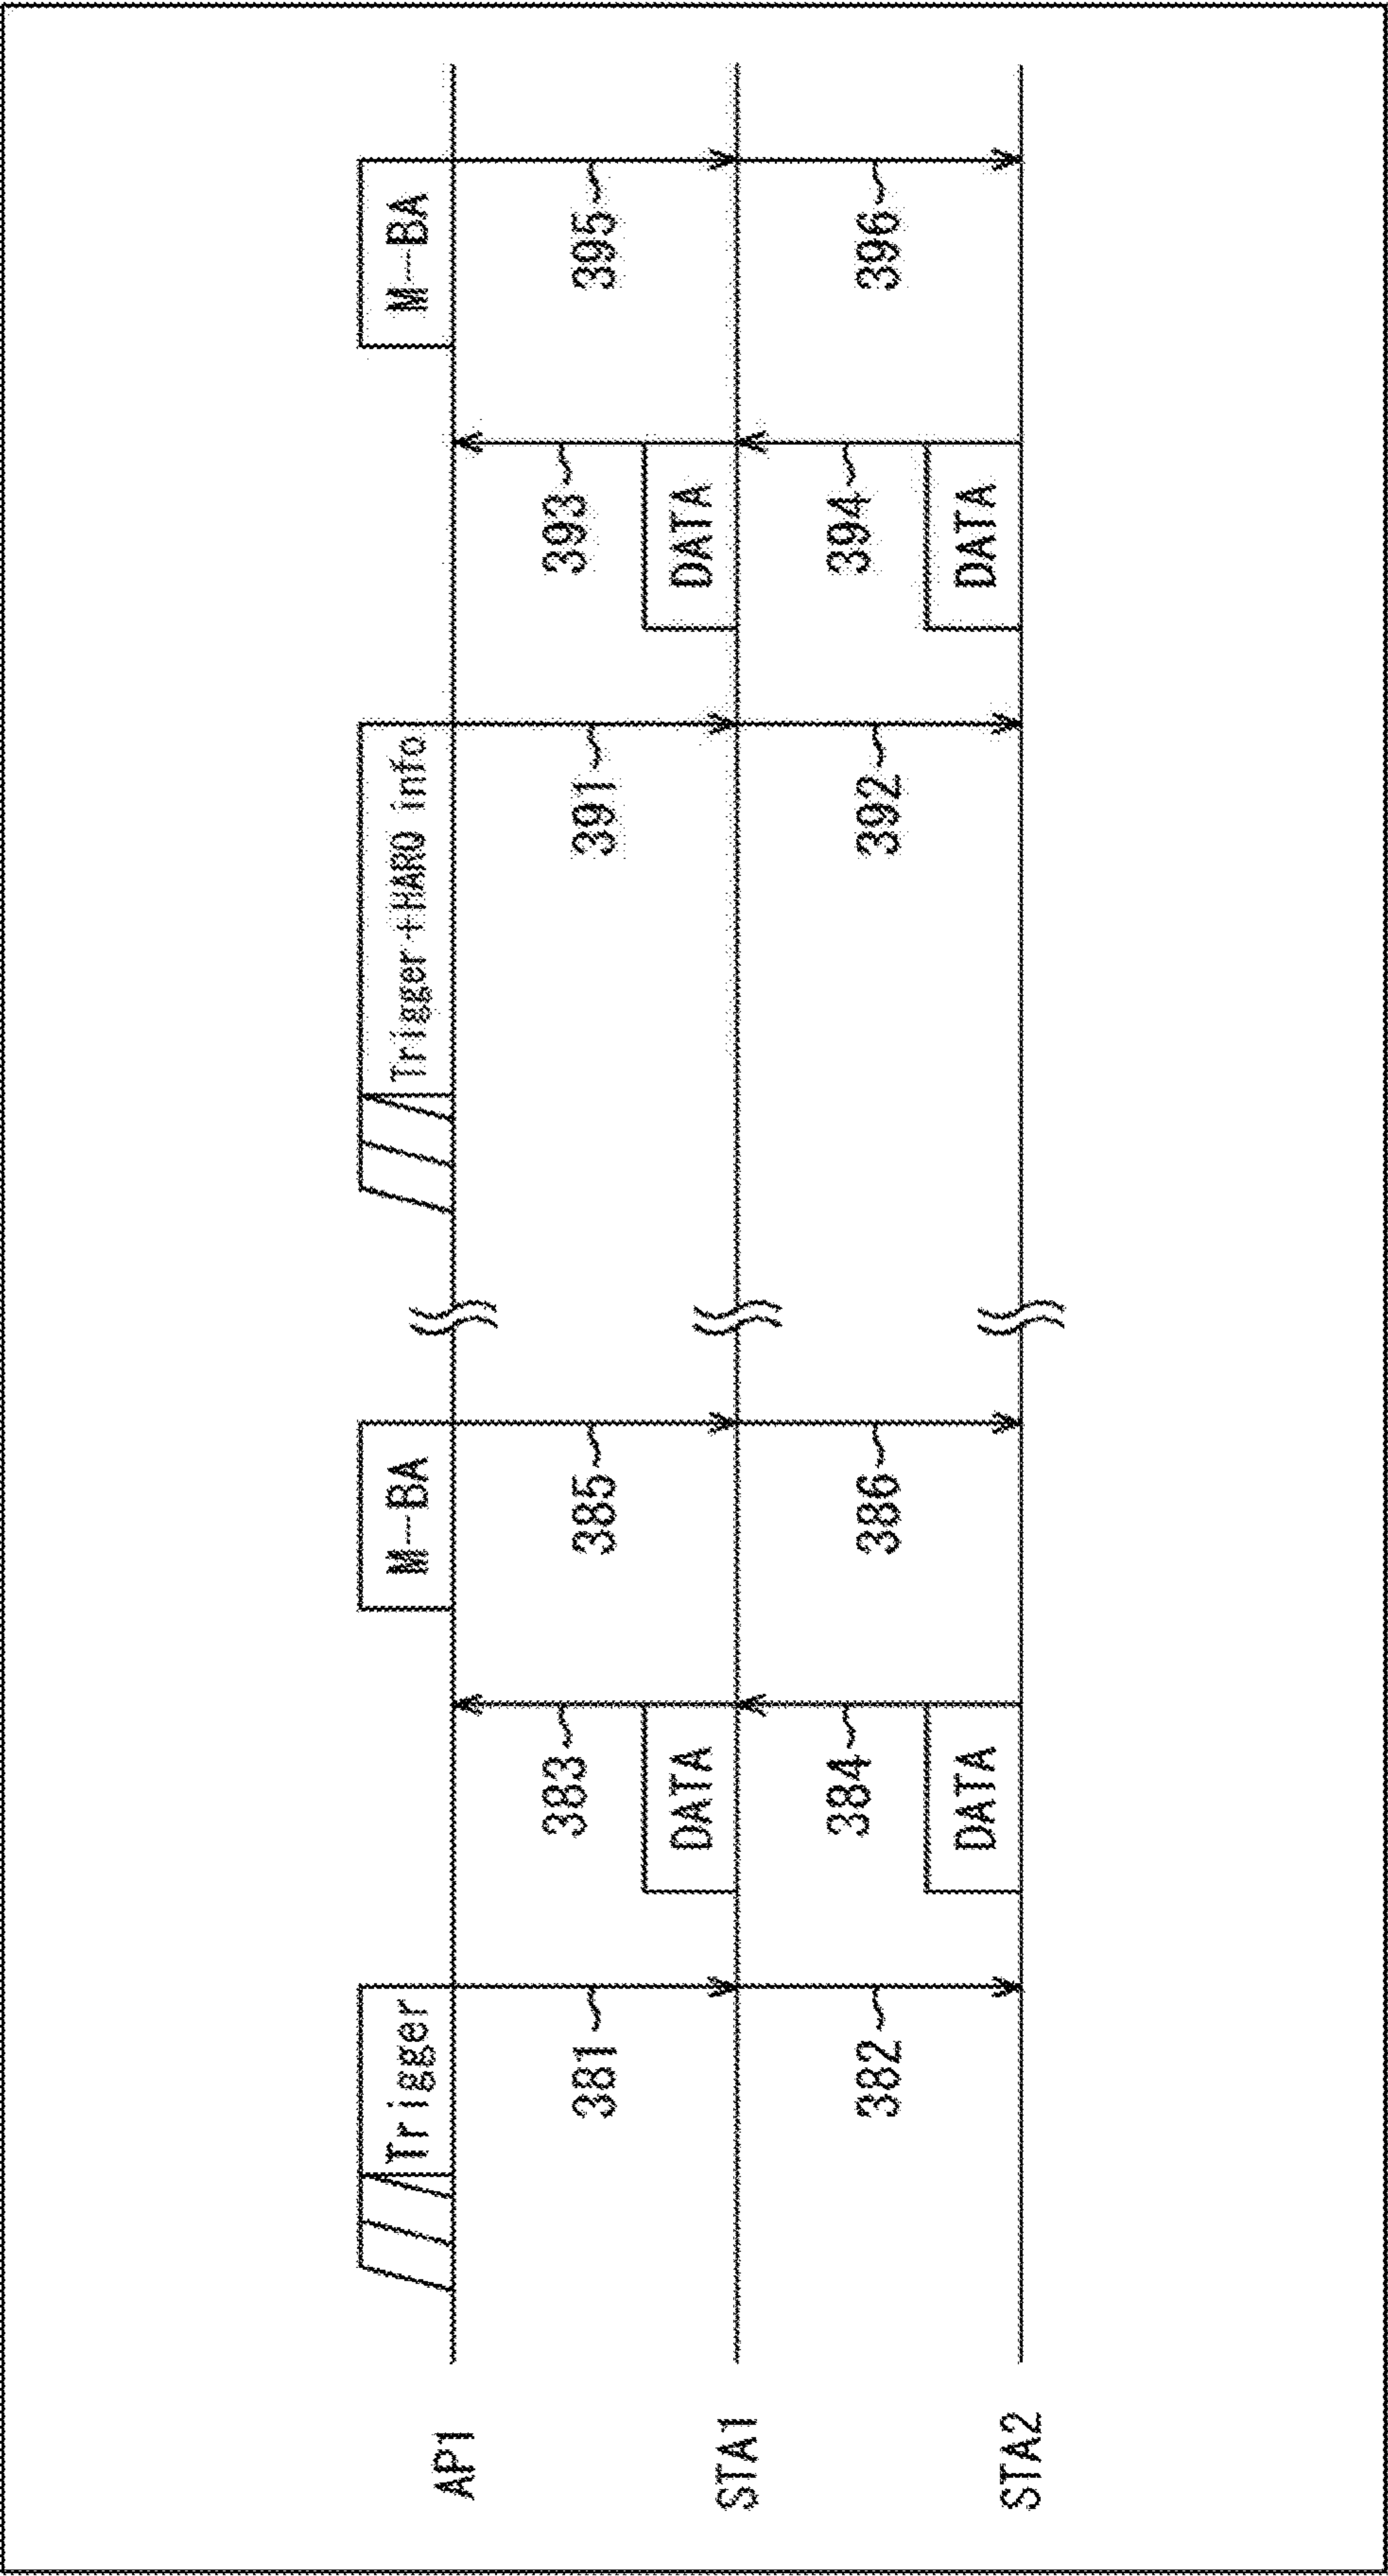 AP1
Trigger
M-BA
Trigger+HARQ info
M-BA
381
383
385
391
393
395
STA1
DATA
DATA
382
384
386
392
394
396
STA2
DATA
DATA